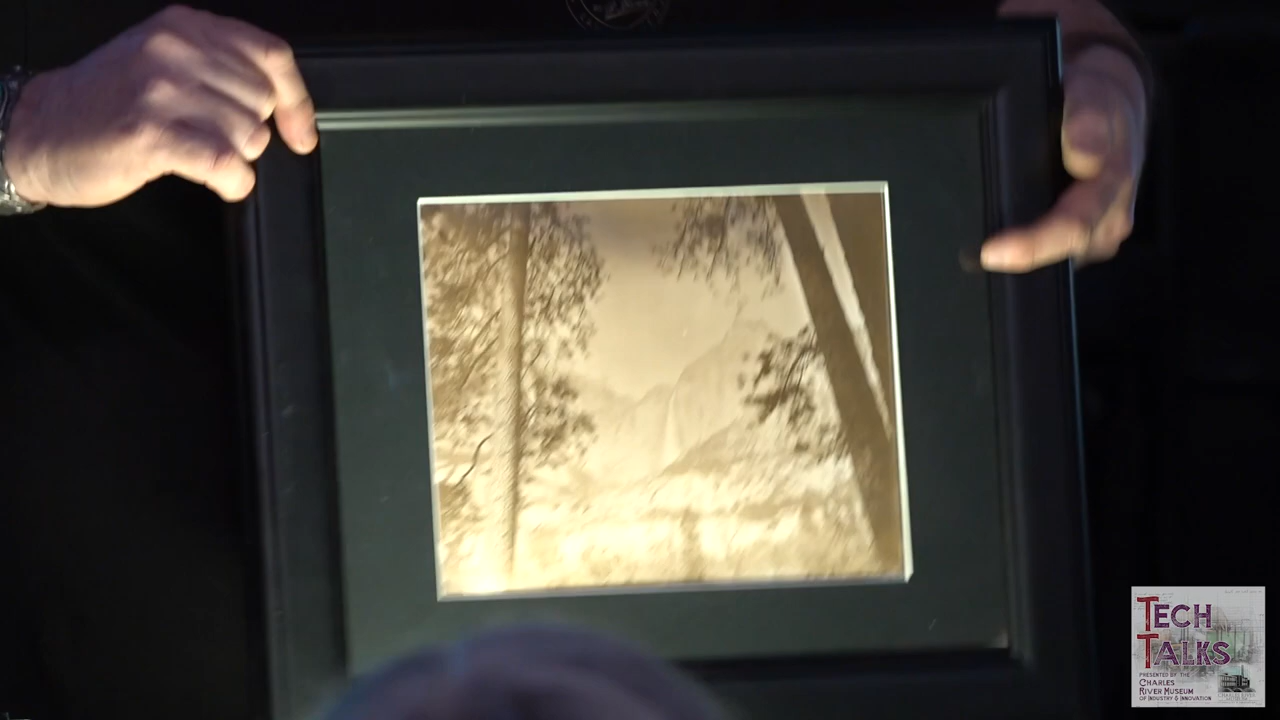 TECH
TALKS
PRESENTED BY THE
CHARLES
RIVER MUSEUM
OF INDUSTRY & INNOVATION